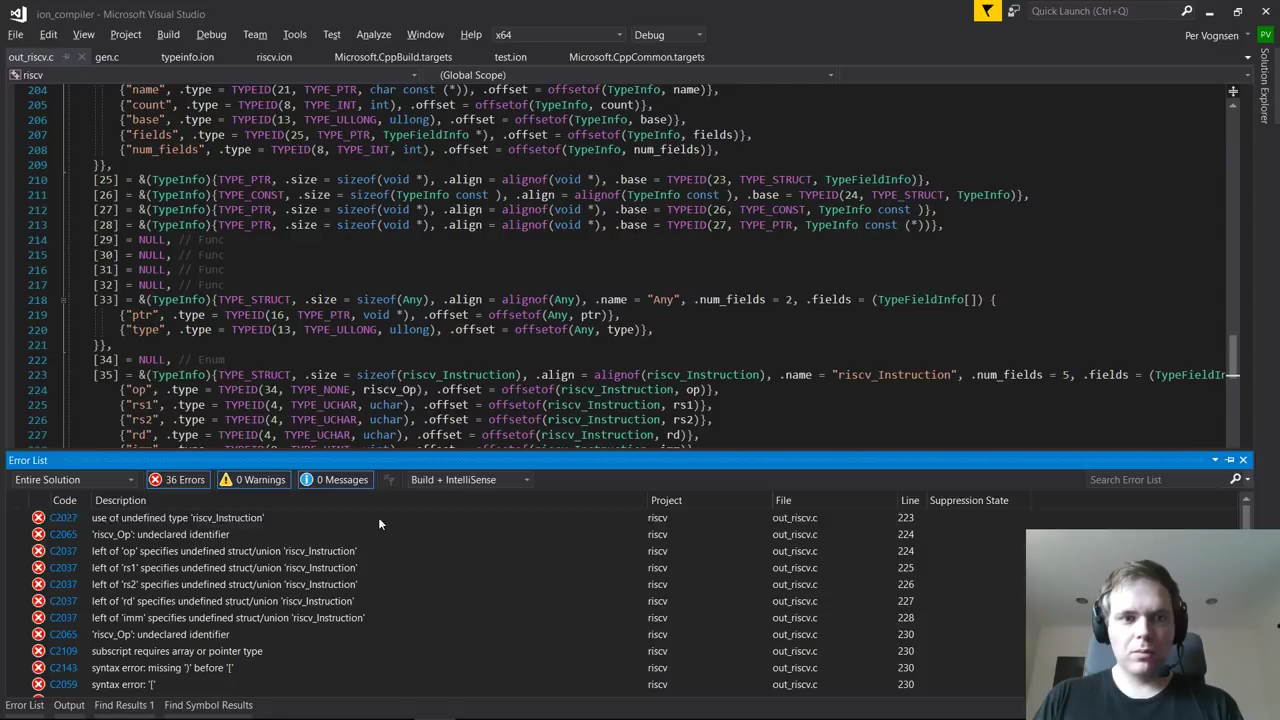 ion_compiler - Microsoft Visual Studio
Quick Launch (Ctrl+Q)
File Edit View Project Build Debug Team Tools Test Analyze Window Help x64 Debug Per Vognsen PV
out_riscv.c gen.c typeinfo.ion riscv.ion Microsoft.CppBuild.targets test.ion Microsoft.CppCommon.targets
riscv (Global Scope)
Solution Explorer
204 {"name", .type = TYPEID(21, TYPE_PTR, char const (*)), .offset = offsetof(TypeInfo, name)},
205 {"count", .type = TYPEID(8, TYPE_INT, int), .offset = offsetof(TypeInfo, count)},
206 {"base", .type = TYPEID(13, TYPE_ULLONG, ullong), .offset = offsetof(TypeInfo, base)},
207 {"fields", .type = TYPEID(25, TYPE_PTR, TypeFieldInfo *), .offset = offsetof(TypeInfo, fields)},
208 {"num_fields", .type = TYPEID(8, TYPE_INT, int), .offset = offsetof(TypeInfo, num_fields)},
209 }},
210 [25] = &(TypeInfo){TYPE_PTR, .size = sizeof(void *), .align = alignof(void *), .base = TYPEID(23, TYPE_STRUCT, TypeFieldInfo)},
211 [26] = &(TypeInfo){TYPE_CONST, .size = sizeof(TypeInfo const ), .align = alignof(TypeInfo const ), .base = TYPEID(24, TYPE_STRUCT, TypeInfo)},
212 [27] = &(TypeInfo){TYPE_PTR, .size = sizeof(void *), .align = alignof(void *), .base = TYPEID(26, TYPE_CONST, TypeInfo const )},
213 [28] = &(TypeInfo){TYPE_PTR, .size = sizeof(void *), .align = alignof(void *), .base = TYPEID(27, TYPE_PTR, TypeInfo const (*))},
214 [29] = NULL, // Func
215 [30] = NULL, // Func
216 [31] = NULL, // Func
217 [32] = NULL, // Func
218 [33] = &(TypeInfo){TYPE_STRUCT, .size = sizeof(Any), .align = alignof(Any), .name = "Any", .num_fields = 2, .fields = (TypeFieldInfo[]) {
219 {"ptr", .type = TYPEID(16, TYPE_PTR, void *), .offset = offsetof(Any, ptr)},
220 {"type", .type = TYPEID(13, TYPE_ULLONG, ullong), .offset = offsetof(Any, type)},
221 }},
222 [34] = NULL, // Enum
223 [35] = &(TypeInfo){TYPE_STRUCT, .size = sizeof(riscv_Instruction), .align = alignof(riscv_Instruction), .name = "riscv_Instruction", .num_fields = 5, .fields = (TypeFieldIn
224 {"op", .type = TYPEID(34, TYPE_NONE, riscv_Op), .offset = offsetof(riscv_Instruction, op)},
225 {"rs1", .type = TYPEID(4, TYPE_UCHAR, uchar), .offset = offsetof(riscv_Instruction, rs1)},
226 {"rs2", .type = TYPEID(4, TYPE_UCHAR, uchar), .offset = offsetof(riscv_Instruction, rs2)},
227 {"rd", .type = TYPEID(4, TYPE_UCHAR, uchar), .offset = offsetof(riscv_Instruction, rd)},
Error List
Entire Solution 36 Errors 0 Warnings 0 Messages Build + IntelliSense Search Error List
Code Description Project File Line Suppression State
C2027 use of undefined type 'riscv_Instruction' riscv out_riscv.c 223
C2065 'riscv_Op': undeclared identifier riscv out_riscv.c 224
C2037 left of 'op' specifies undefined struct/union 'riscv_Instruction' riscv out_riscv.c 224
C2037 left of 'rs1' specifies undefined struct/union 'riscv_Instruction' riscv out_riscv.c 225
C2037 left of 'rs2' specifies undefined struct/union 'riscv_Instruction' riscv out_riscv.c 226
C2037 left of 'rd' specifies undefined struct/union 'riscv_Instruction' riscv out_riscv.c 227
C2037 left of 'imm' specifies undefined struct/union 'riscv_Instruction' riscv out_riscv.c 228
C2065 'riscv_Op': undeclared identifier riscv out_riscv.c 230
C2109 subscript requires array or pointer type riscv out_riscv.c 230
C2143 syntax error: missing ')' before '[' riscv out_riscv.c 230
C2059 syntax error: '[' riscv out_riscv.c 230
Error List Output Find Results 1 Find Symbol Results